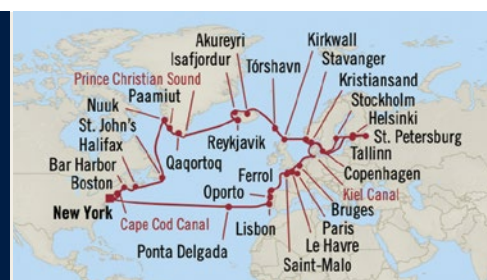 Akureyri
Isafjordur
Prince Christian Sound
Paamiut
Nuuk
St. John's
Halifax
Bar Harbor
Boston
New York
Cape Cod Canal
Ponta Delgada
Qaqortoq
Reykjavik
Tórshavn
Kirkwall
Stavanger
Kristiansand
Stockholm
Helsinki
St. Petersburg
Tallinn
Copenhagen
Kiel Canal
Bruges
Paris
Le Havre
Saint-Malo
Ferrol
Oporto
Lisbon